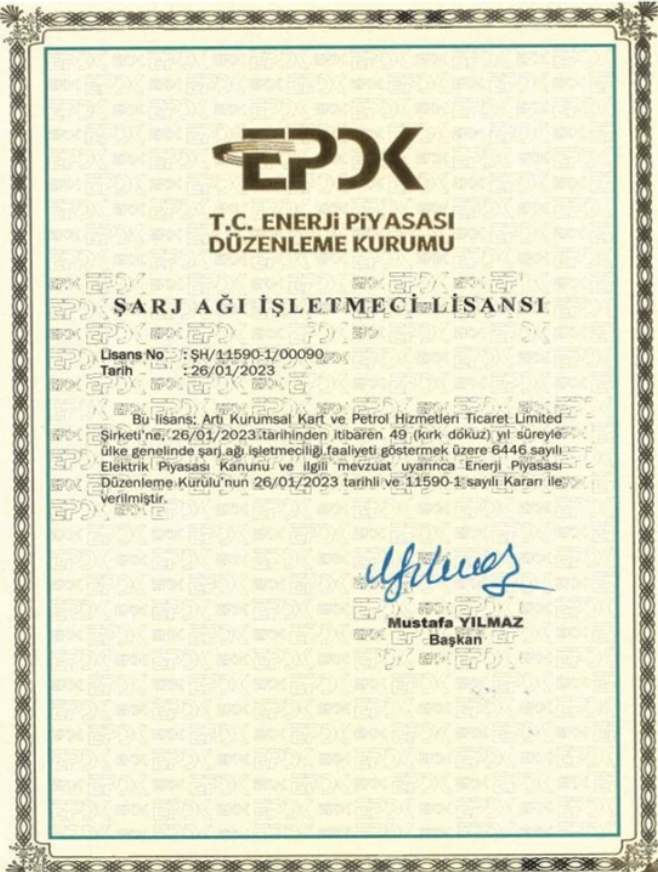 EPDK
T.C. ENERJİ PİYASASI
DÜZENLEME KURUMU
ŞARJ AĞI İŞLETMECİ LİSANSI
Lisans No : ŞH/11590-1/00090
Tarih : 26/01/2023
Bu lisans; Artı Kurumsal Kart ve Petrol Hizmetleri Ticaret Limited
Şirketi'ne, 26/01/2023 tarihinden itibaren 49 (kırk dokuz) yıl süreyle
ülke genelinde şarj ağı işletmeciliği faaliyeti göstermek üzere 6446 sayılı
Elektrik Piyasası Kanunu ve ilgili mevzuat uyarınca Enerji Piyasası
Düzenleme Kurulu'nun 26/01/2023 tarihli ve 11590-1 sayılı Kararı ile
verilmiştir.
Yılmaz
Mustafa YILMAZ
Başkan